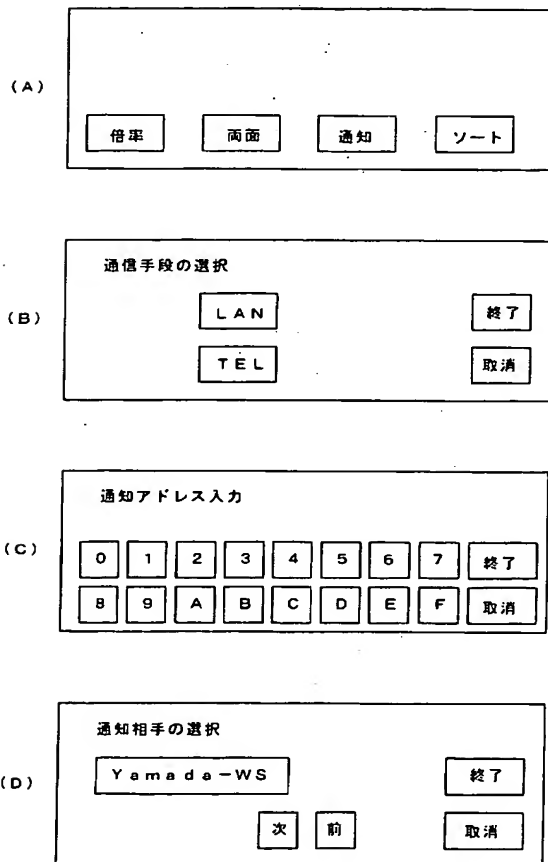 (A)
倍率 両面 通知 ソート
(B)
通信手段の選択
LAN 終了
TEL 取消
(C)
通知アドレス入力
0 1 2 3 4 5 6 7 終了
8 9 A B C D E F 取消
(D)
通知相手の選択
Yamada-WS 終了
次 前 取消